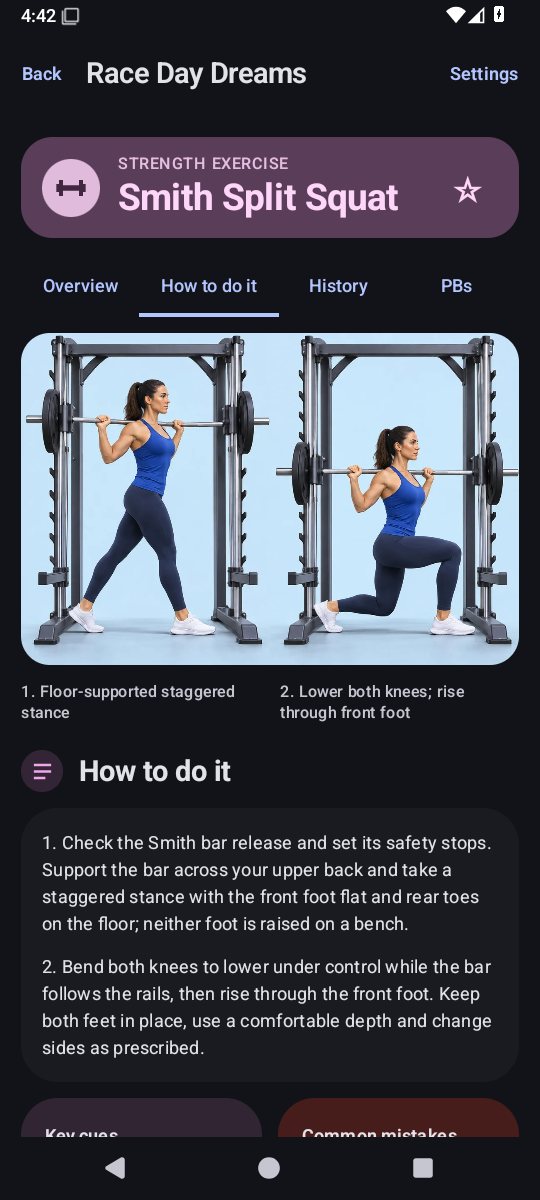 4:42
Back
Race Day Dreams
Settings
STRENGTH EXERCISE
Smith Split Squat
Overview
How to do it
History
PBs
1. Floor-supported staggered
stance
2. Lower both knees; rise
through front foot
How to do it
1. Check the Smith bar release and set its safety stops.
Support the bar across your upper back and take a
staggered stance with the front foot flat and rear toes
on the floor; neither foot is raised on a bench.
2. Bend both knees to lower under control while the bar
follows the rails, then rise through the front foot. Keep
both feet in place, use a comfortable depth and change
sides as prescribed.
Key cues
Common mistakes